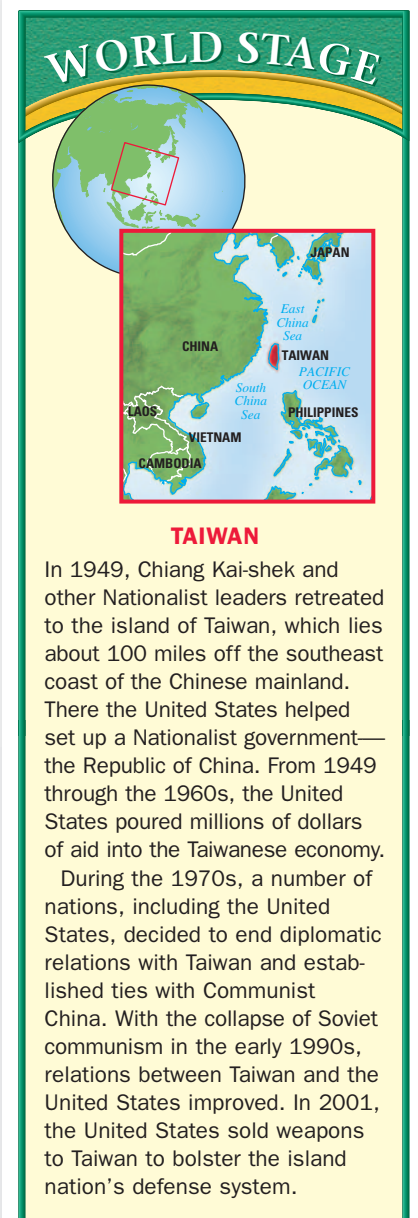 WORLD STAGE
JAPAN
East
China
Sea
CHINA
TAIWAN
PACIFIC
OCEAN
South
China
Sea
LAOS
PHILIPPINES
VIETNAM
CAMBODIA
TAIWAN
In 1949, Chiang Kai-shek and
other Nationalist leaders retreated
to the island of Taiwan, which lies
about 100 miles off the southeast
coast of the Chinese mainland.
There the United States helped
set up a Nationalist government—
the Republic of China. From 1949
through the 1960s, the United
States poured millions of dollars
of aid into the Taiwanese economy.
During the 1970s, a number of
nations, including the United
States, decided to end diplomatic
relations with Taiwan and estab-
lished ties with Communist
China. With the collapse of Soviet
communism in the early 1990s,
relations between Taiwan and the
United States improved. In 2001,
the United States sold weapons
to Taiwan to bolster the island
nation's defense system.